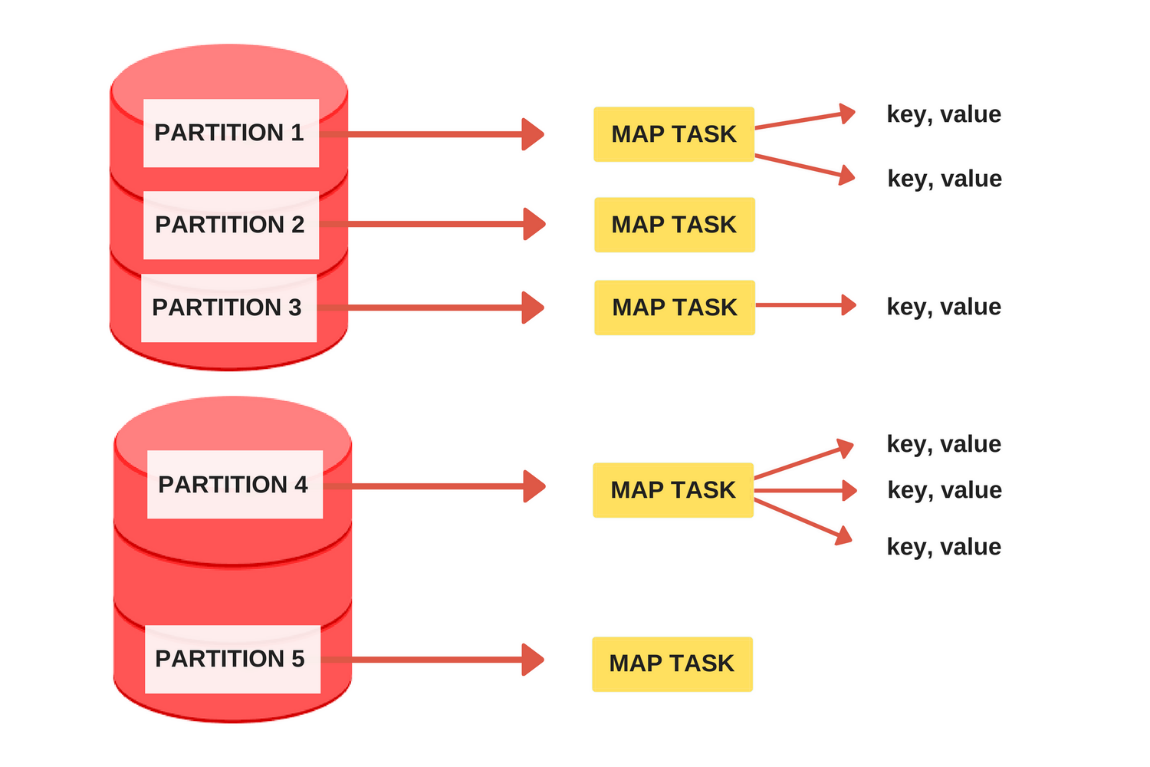 PARTITION 1
MAP TASK
key, value
key, value
PARTITION 2
MAP TASK
PARTITION 3
MAP TASK
key, value
PARTITION 4
MAP TASK
key, value
key, value
key, value
PARTITION 5
MAP TASK